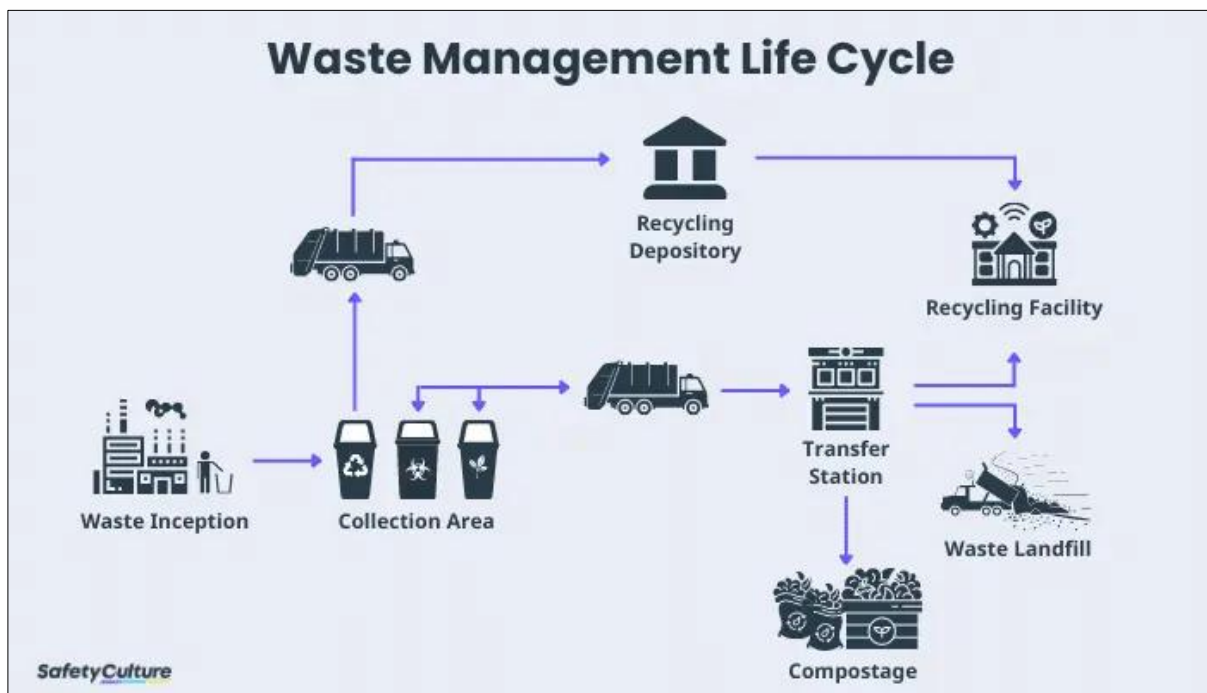 Waste Management Life Cycle
Recycling
Depository
Recycling Facility
Transfer
Station
Waste Inception
Collection Area
Waste Landfill
Compostage
SafetyCulture